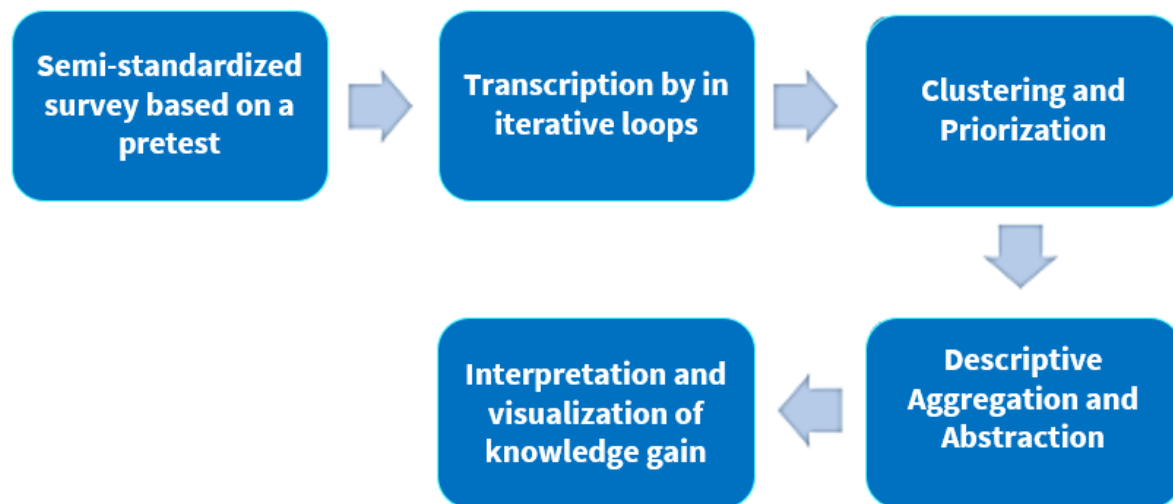 Semi-standardized
survey based on a
pretest
Transcription by in
iterative loops
Clustering and
Priorization
Descriptive
Aggregation and
Abstraction
Interpretation and
visualization of
knowledge gain